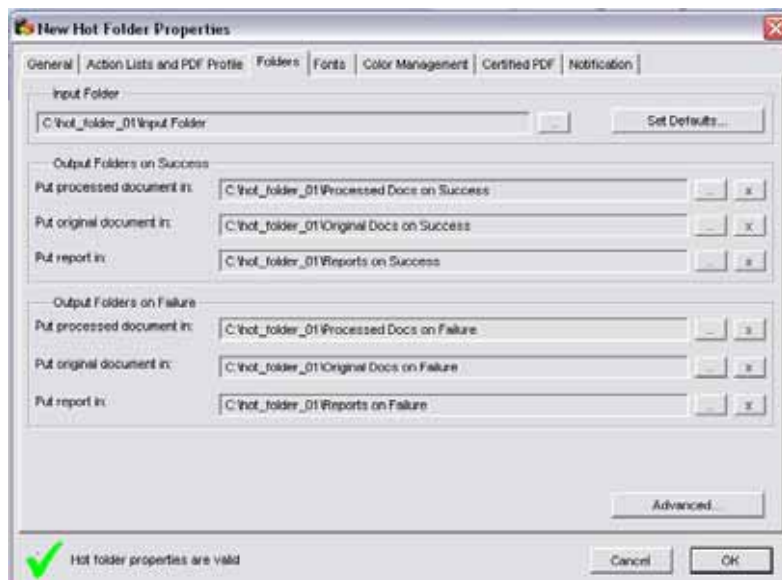 New Hot Folder Properties
General Action Lists and PDF Profile Folders Fonts Color Management Certified PDF Notification
Input Folder
C:\hot_folder_01\Input Folder ... Set Defaults...
Output Folders on Success
Put processed document in: C:\hot_folder_01\Processed Docs on Success ... x
Put original document in: C:\hot_folder_01\Original Docs on Success ... x
Put report in: C:\hot_folder_01\Reports on Success ... x
Output Folders on Failure
Put processed document in: C:\hot_folder_01\Processed Docs on Failure ... x
Put original document in: C:\hot_folder_01\Original Docs on Failure ... x
Put report in: C:\hot_folder_01\Reports on Failure ... x
Advanced...
Hot folder properties are valid Cancel OK